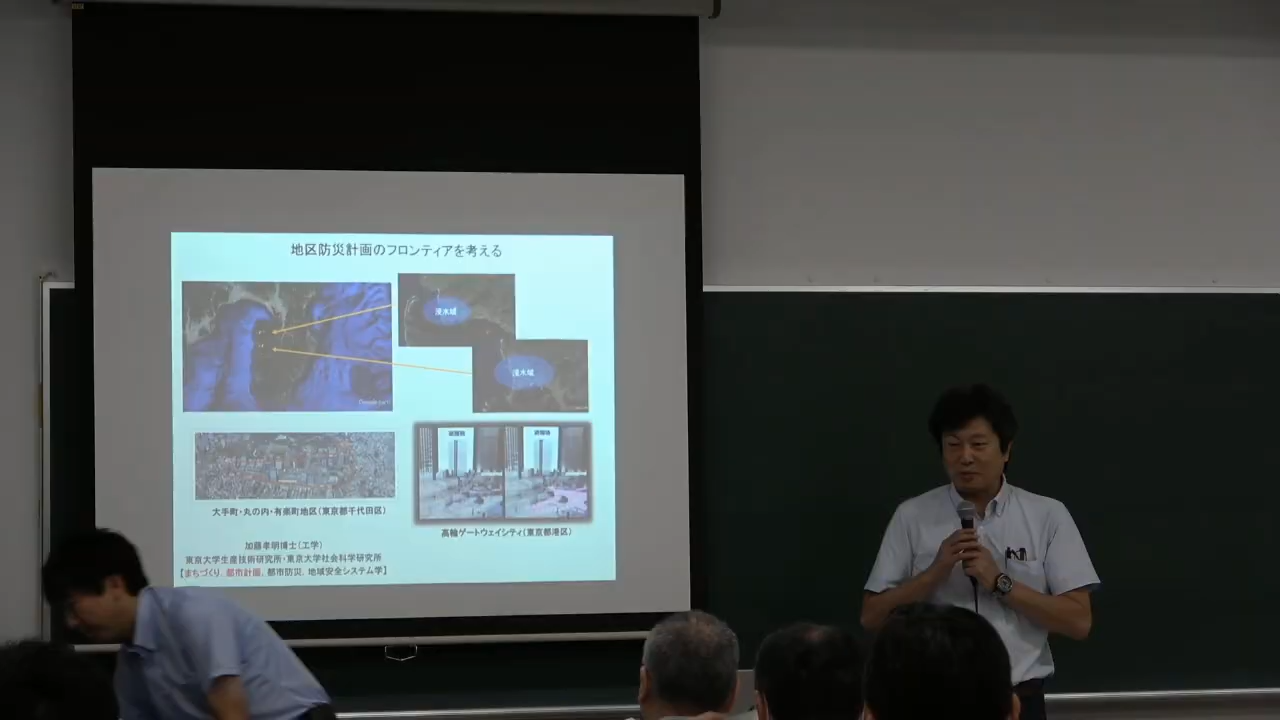 地区防災計画のフロンティアを考える
浸水域
浸水域
Google earth
大手町・丸の内・有楽町地区(東京都千代田区)
高輪ゲートウェイシティ(東京都港区)
加藤孝明博士(工学)
東京大学生産技術研究所・東京大学社会科学研究所
【まちづくり, 都市計画, 都市防災, 地域安全システム学】